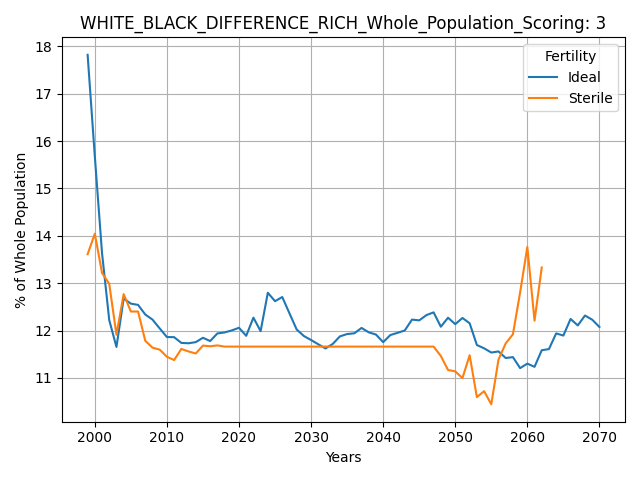 WHITE_BLACK_DIFFERENCE_RICH_Whole_Population_Scoring: 3
Fertility
Ideal
Sterile
% of Whole Population
18
17
16
15
14
13
12
11
2000 2010 2020 2030 2040 2050 2060 2070
Years